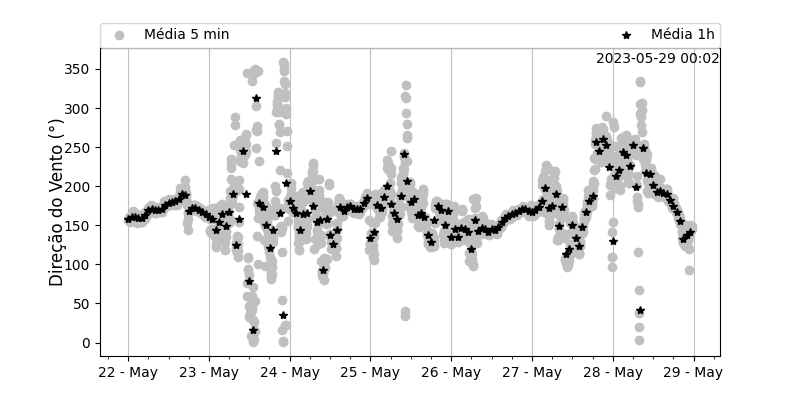 Média 5 min
Média 1h
2023-05-29 00:02
Direção do Vento (°)
350
300
250
200
150
100
50
0
22 - May
23 - May
24 - May
25 - May
26 - May
27 - May
28 - May
29 - May